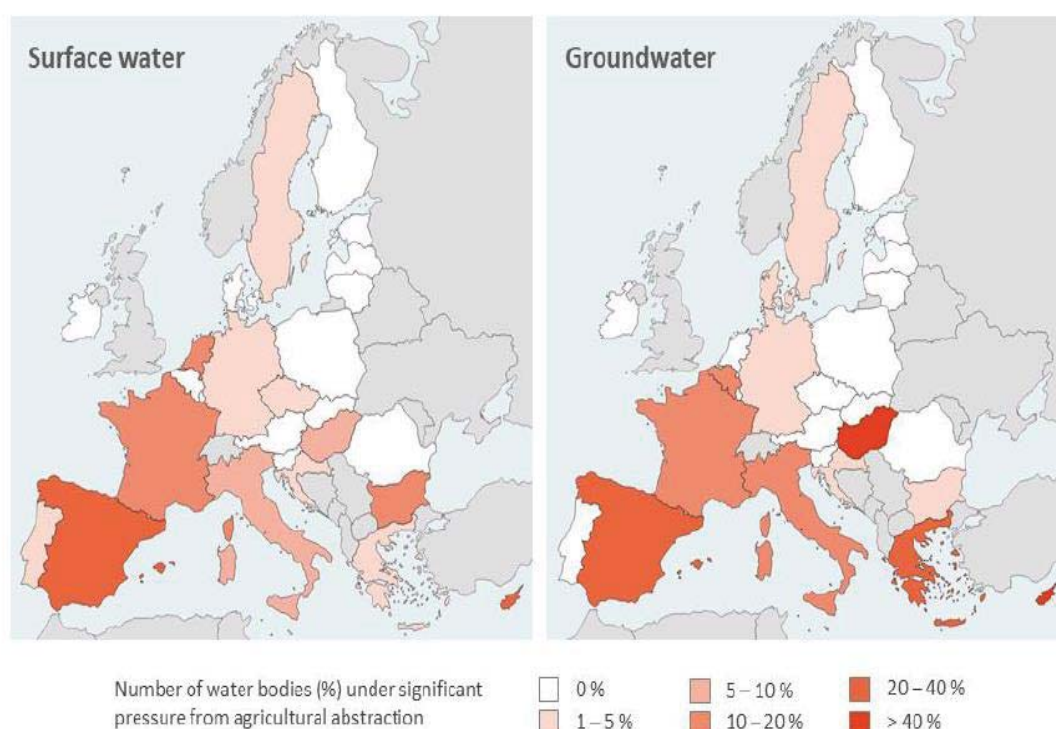 Surface water
Groundwater
Number of water bodies (%) under significant
pressure from agricultural abstraction
0 %
1 – 5 %
5 – 10 %
10 – 20 %
20 – 40 %
> 40 %